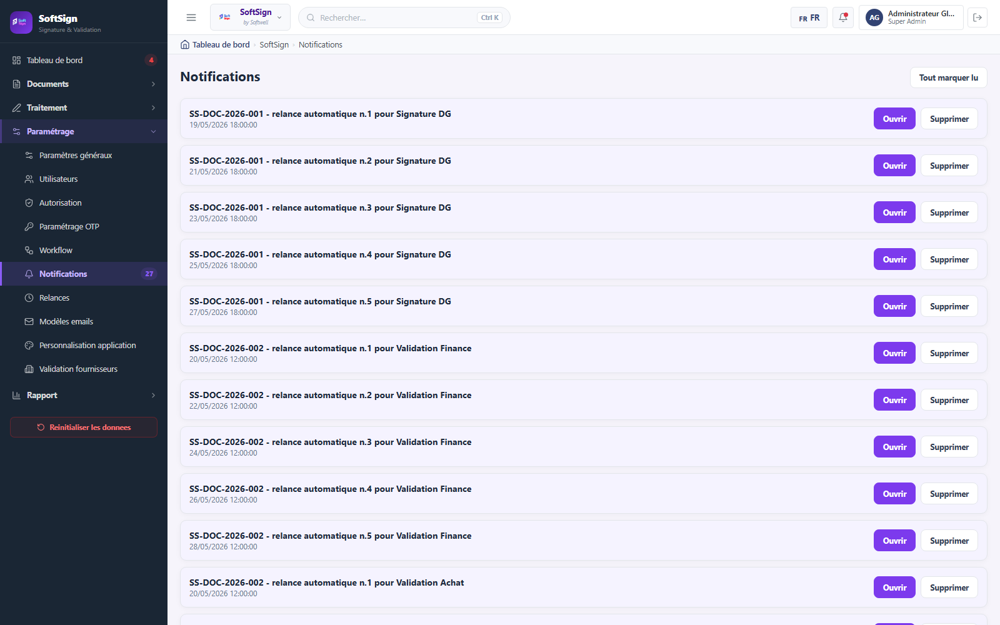 SoftSign
Signature & Validation
Tableau de bord
4
Documents
Traitement
Paramétrage
Paramètres généraux
Utilisateurs
Autorisation
Paramétrage OTP
Workflow
Notifications
27
Relances
Modèles emails
Personnalisation application
Validation fournisseurs
Rapport
Reinitialiser les donnees
Soft
Sign
SoftSign
by Softwell
Rechercher...
Ctrl K
FR FR
AG
Administrateur Gl...
Super Admin
Tableau de bord
SoftSign
Notifications
Notifications
Tout marquer lu
SS-DOC-2026-001 - relance automatique n.1 pour Signature DG
19/05/2026 18:00:00
Ouvrir
Supprimer
SS-DOC-2026-001 - relance automatique n.2 pour Signature DG
21/05/2026 18:00:00
Ouvrir
Supprimer
SS-DOC-2026-001 - relance automatique n.3 pour Signature DG
23/05/2026 18:00:00
Ouvrir
Supprimer
SS-DOC-2026-001 - relance automatique n.4 pour Signature DG
25/05/2026 18:00:00
Ouvrir
Supprimer
SS-DOC-2026-001 - relance automatique n.5 pour Signature DG
27/05/2026 18:00:00
Ouvrir
Supprimer
SS-DOC-2026-002 - relance automatique n.1 pour Validation Finance
20/05/2026 12:00:00
Ouvrir
Supprimer
SS-DOC-2026-002 - relance automatique n.2 pour Validation Finance
22/05/2026 12:00:00
Ouvrir
Supprimer
SS-DOC-2026-002 - relance automatique n.3 pour Validation Finance
24/05/2026 12:00:00
Ouvrir
Supprimer
SS-DOC-2026-002 - relance automatique n.4 pour Validation Finance
26/05/2026 12:00:00
Ouvrir
Supprimer
SS-DOC-2026-002 - relance automatique n.5 pour Validation Finance
28/05/2026 12:00:00
Ouvrir
Supprimer
SS-DOC-2026-002 - relance automatique n.1 pour Validation Achat
20/05/2026 12:00:00
Ouvrir
Supprimer